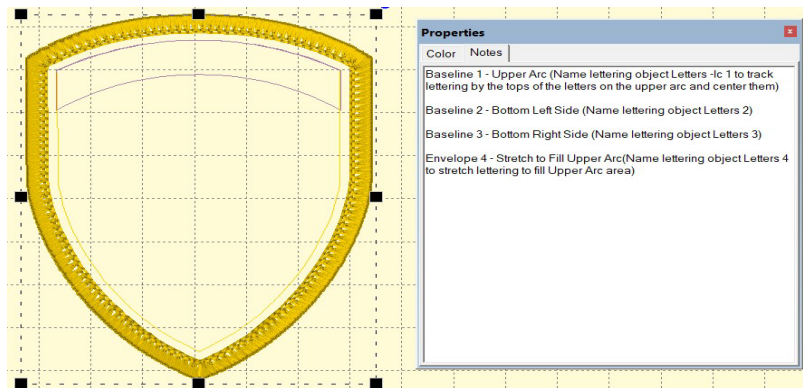 Properties
Color Notes
Baseline 1 - Upper Arc (Name lettering object Letters -lc 1 to track
lettering by the tops of the letters on the upper arc and center them)
Baseline 2 - Bottom Left Side (Name lettering object Letters 2)
Baseline 3 - Bottom Right Side (Name lettering object Letters 3)
Envelope 4 - Stretch to Fill Upper Arc(Name lettering object Letters 4
to stretch lettering to fill Upper Arc area)